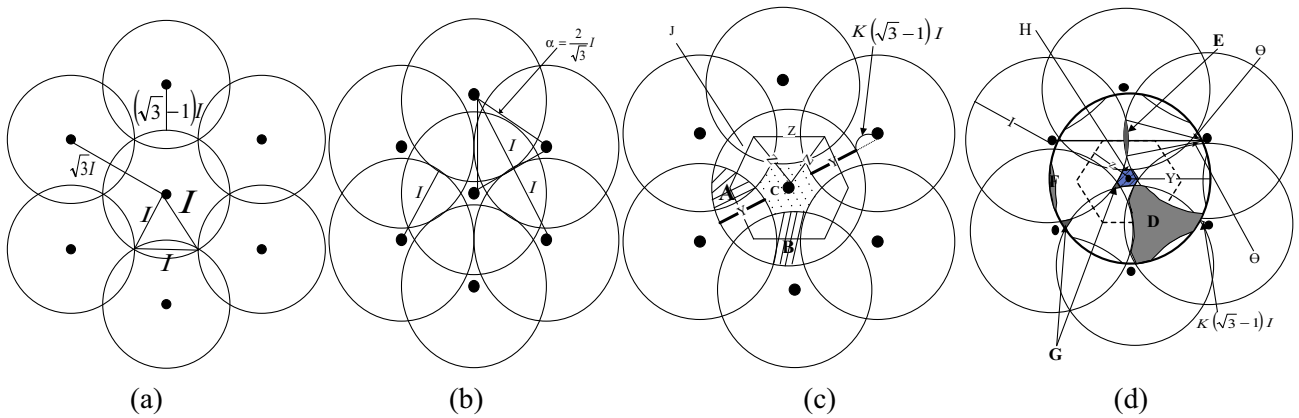 (√3-1)I
√3I
I
I
I
(a)
α=2/√3 I
I
I
I
(b)
J
K(√3-1)I
Z
A
C
Y
B
(c)
H
E
Θ
I
F
Y
D
Θ
K(√3-1)I
G
(d)